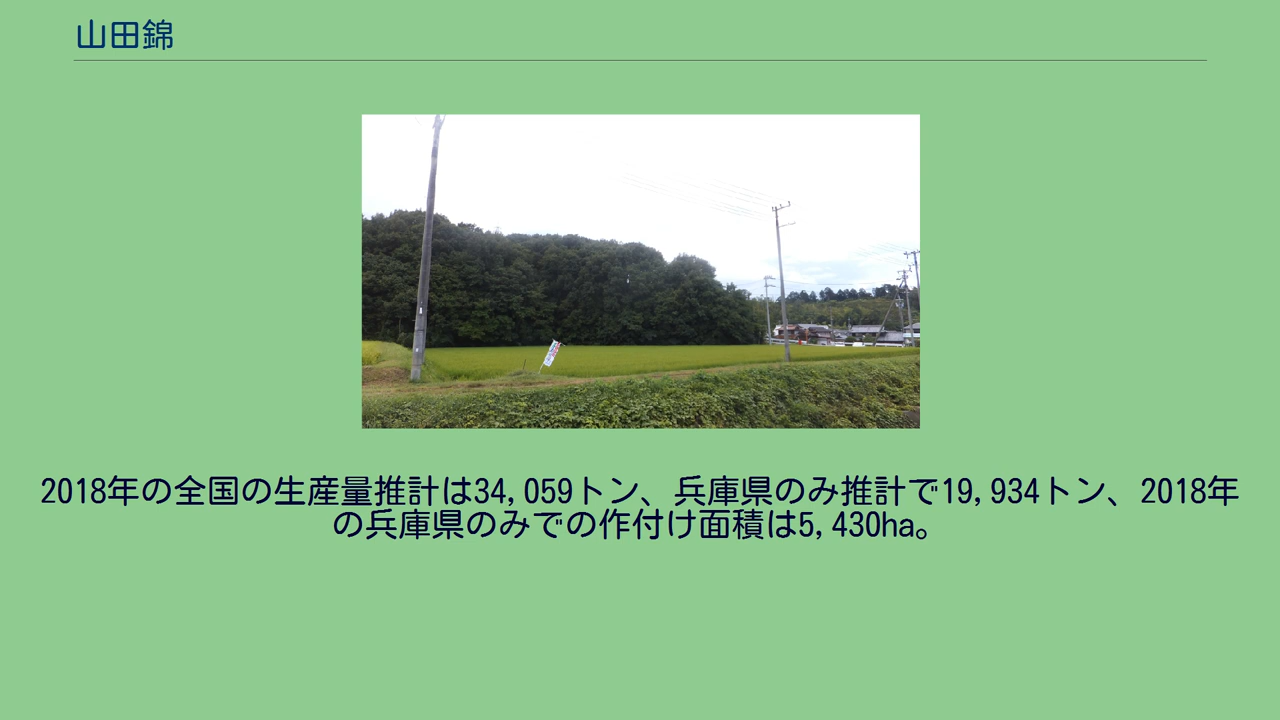 山田錦
2018年の全国の生産量推計は34,059トン、兵庫県のみ推計で19,934トン、2018年
の兵庫県のみでの作付け面積は5,430ha。